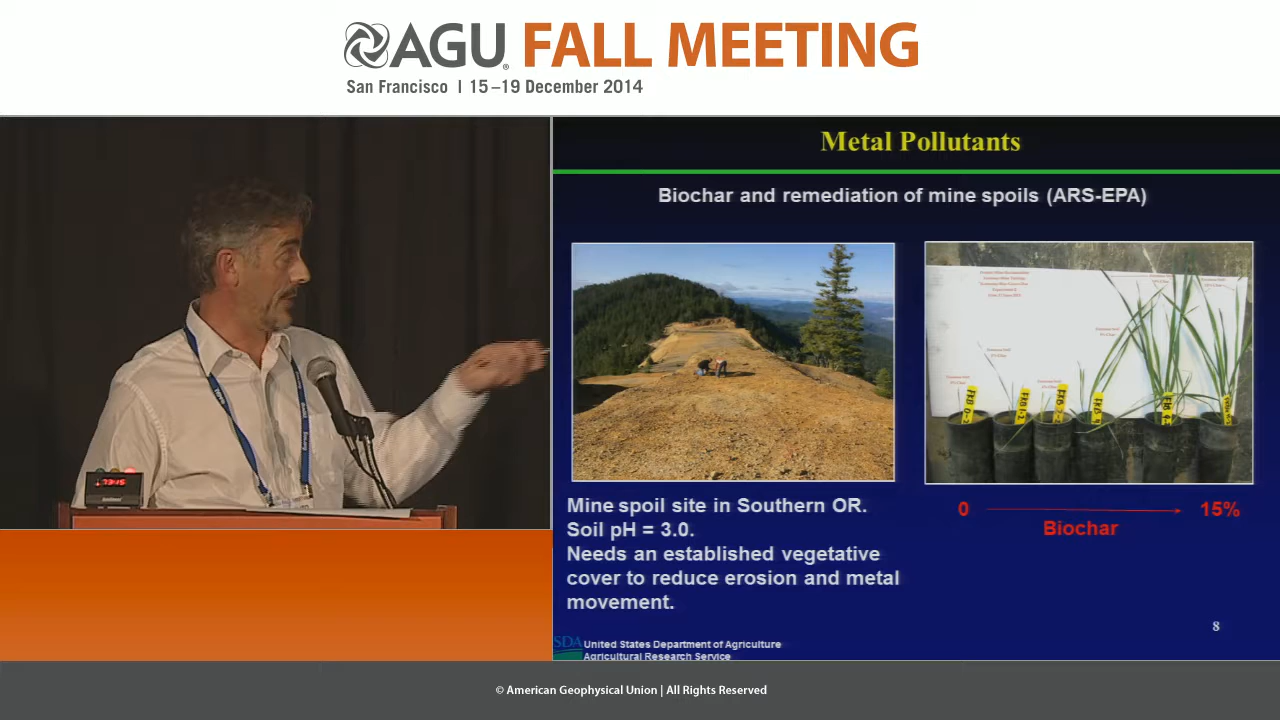 AGU FALL MEETING
San Francisco | 15–19 December 2014
Metal Pollutants
Biochar and remediation of mine spoils (ARS-EPA)
Mine spoil site in Southern OR.
Soil pH = 3.0.
Needs an established vegetative
cover to reduce erosion and metal
movement.
0
15%
Biochar
8
SDA
United States Department of Agriculture
Agricultural Research Service
© American Geophysical Union | All Rights Reserved